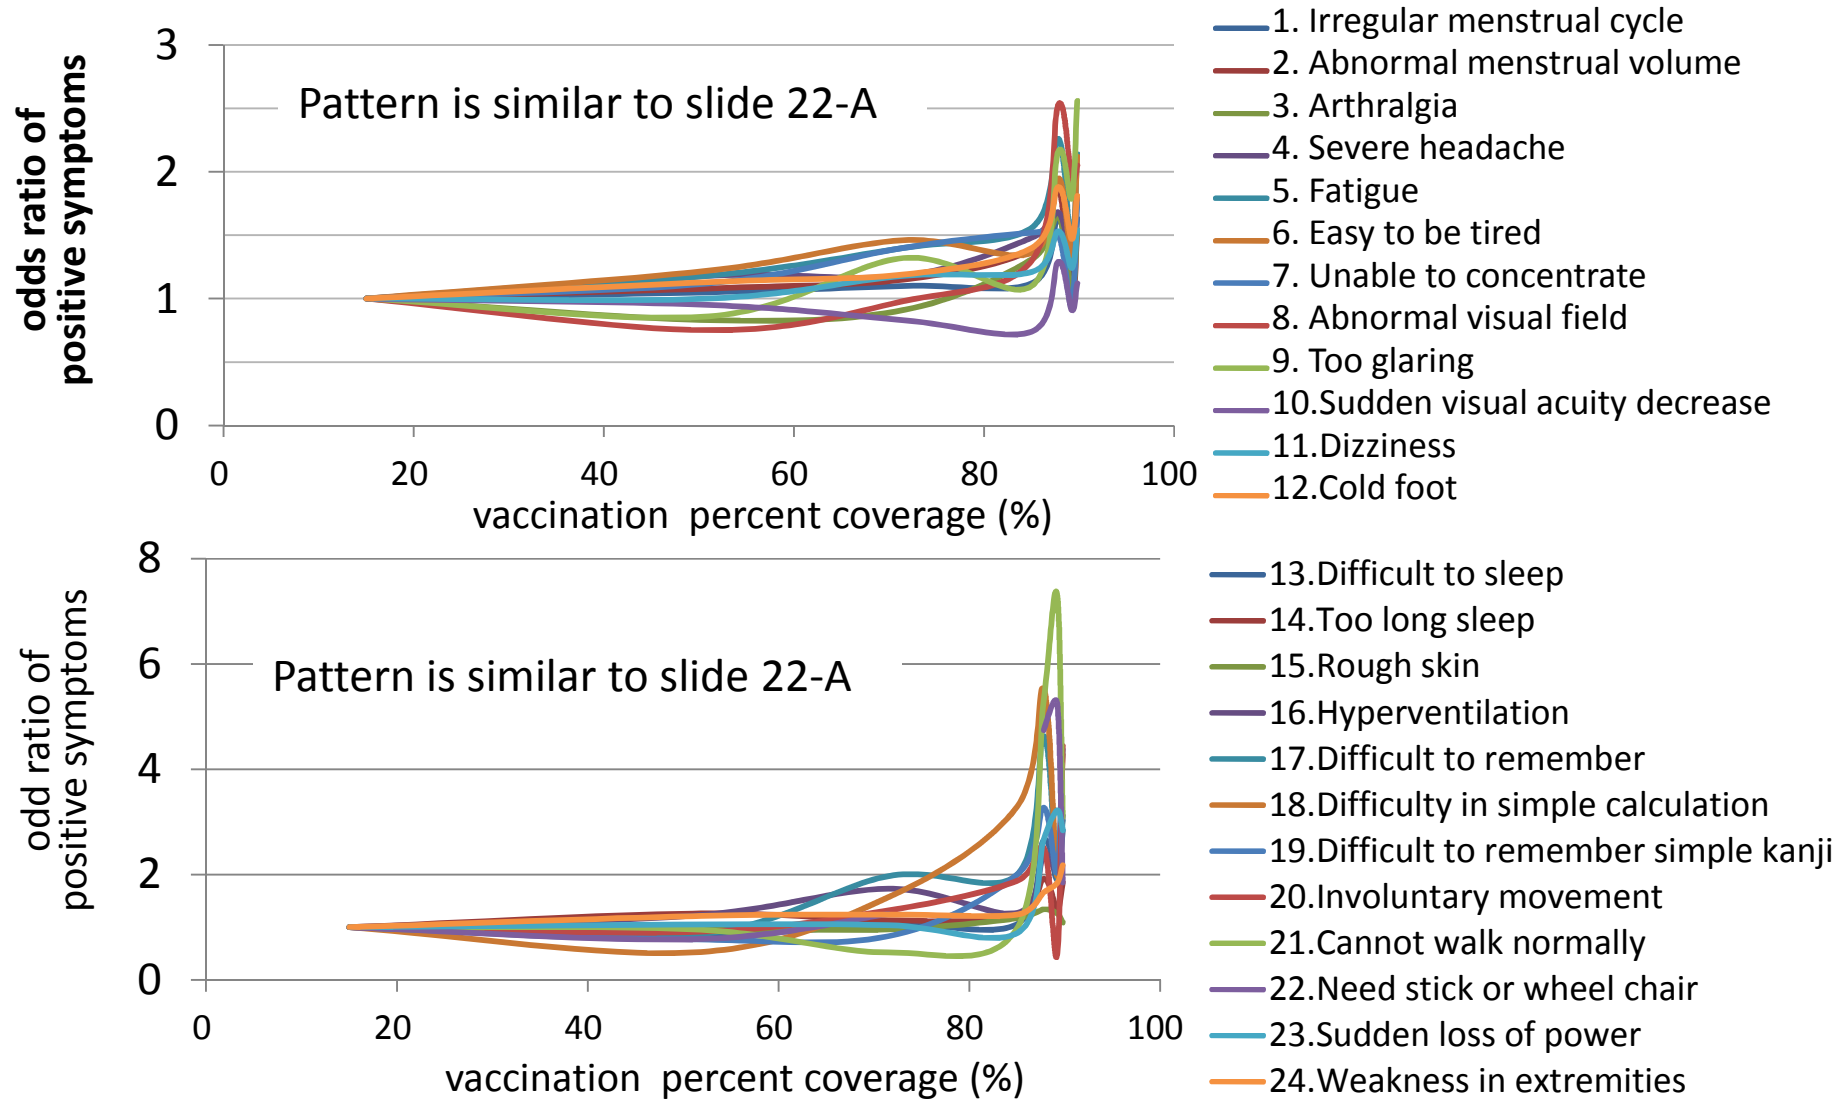 odds ratio of
positive symptoms
3
2
1
0
Pattern is similar to slide 22-A
0 20 40 60 80 100
vaccination percent coverage (%)
1. Irregular menstrual cycle
2. Abnormal menstrual volume
3. Arthralgia
4. Severe headache
5. Fatigue
6. Easy to be tired
7. Unable to concentrate
8. Abnormal visual field
9. Too glaring
10.Sudden visual acuity decrease
11.Dizziness
12.Cold foot
odd ratio of
positive symptoms
8
6
4
2
0
Pattern is similar to slide 22-A
0 20 40 60 80 100
vaccination percent coverage (%)
13.Difficult to sleep
14.Too long sleep
15.Rough skin
16.Hyperventilation
17.Difficult to remember
18.Difficulty in simple calculation
19.Difficult to remember simple kanji
20.Involuntary movement
21.Cannot walk normally
22.Need stick or wheel chair
23.Sudden loss of power
24.Weakness in extremities